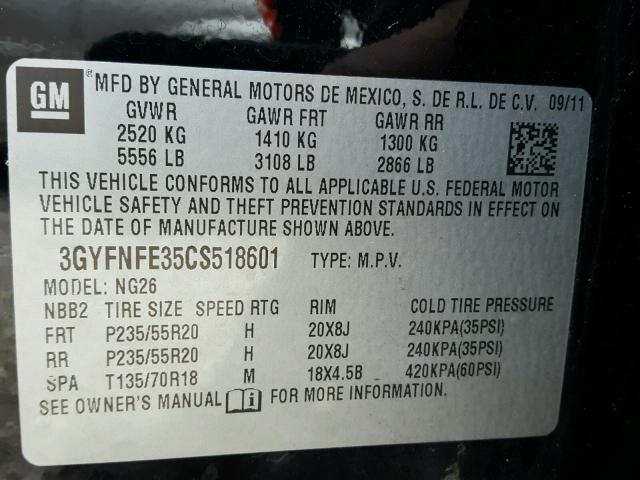 GM ® MFD BY GENERAL MOTORS DE MEXICO, S. DE R.L. DE C.V. 09/11
GVWR GAWR FRT GAWR RR
2520 KG 1410 KG 1300 KG
5556 LB 3108 LB 2866 LB
THIS VEHICLE CONFORMS TO ALL APPLICABLE U.S. FEDERAL MOTOR
VEHICLE SAFETY AND THEFT PREVENTION STANDARDS IN EFFECT ON
THE DATE OF MANUFACTURE SHOWN ABOVE.
3GYFNFE35CS518601 TYPE: M.P.V.
MODEL: NG26
NBB2 TIRE SIZE SPEED RTG RIM COLD TIRE PRESSURE
FRT P235/55R20 H 20X8J 240KPA(35PSI)
RR P235/55R20 H 20X8J 240KPA(35PSI)
SPA T135/70R18 M 18X4.5B 420KPA(60PSI)
SEE OWNER'S MANUAL FOR MORE INFORMATION.